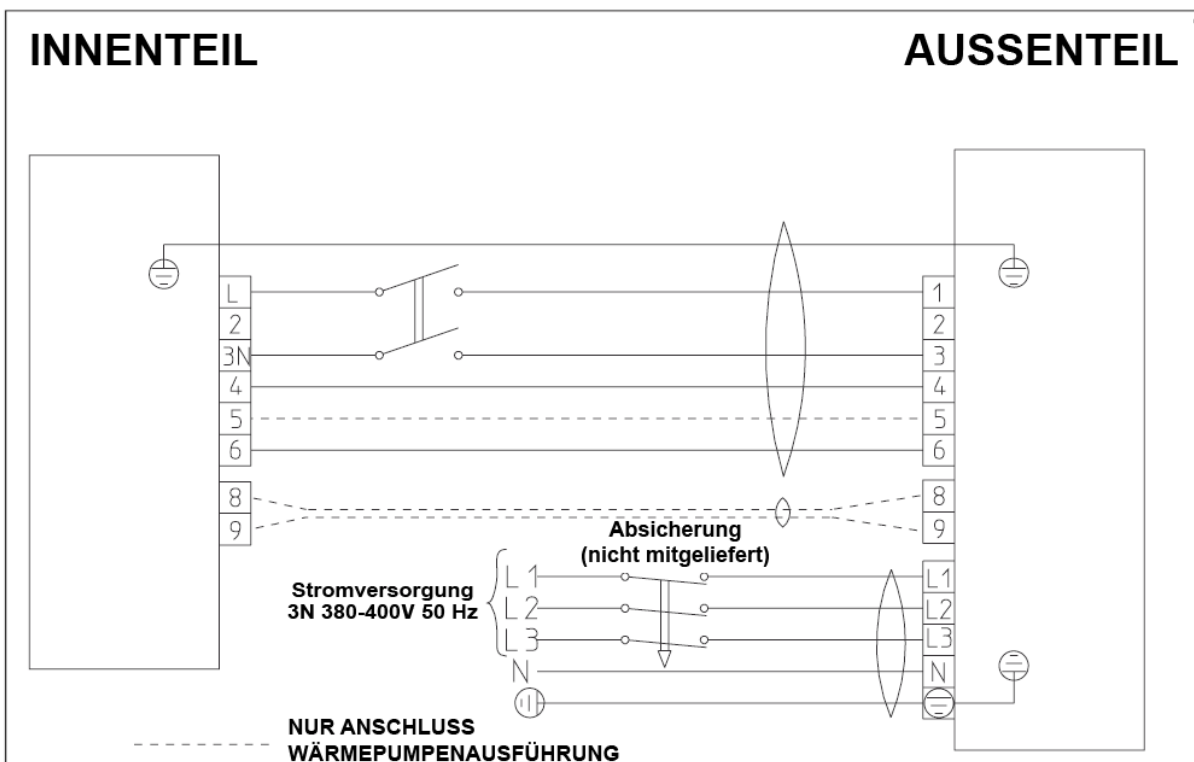 INNENTEIL
AUSSENTEIL
L
2
3N
4
5
6
8
9
1
2
3
4
5
6
8
9
Absicherung
(nicht mitgeliefert)
Stromversorgung
3N 380-400V 50 Hz
L1
L2
L3
N
L1
L2
L3
N
NUR ANSCHLUSS
WÄRMEPUMPENAUSFÜHRUNG